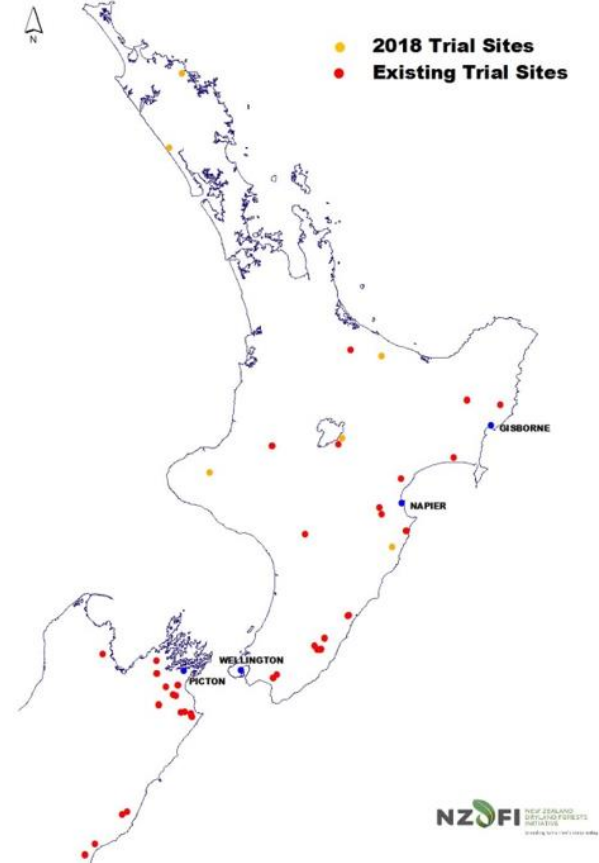 N
2018 Trial Sites
Existing Trial Sites
GISBORNE
NAPIER
WELLINGTON
PICTON
NZDFI
NEW ZEALAND
DRYLAND FORESTS
INITIATIVE